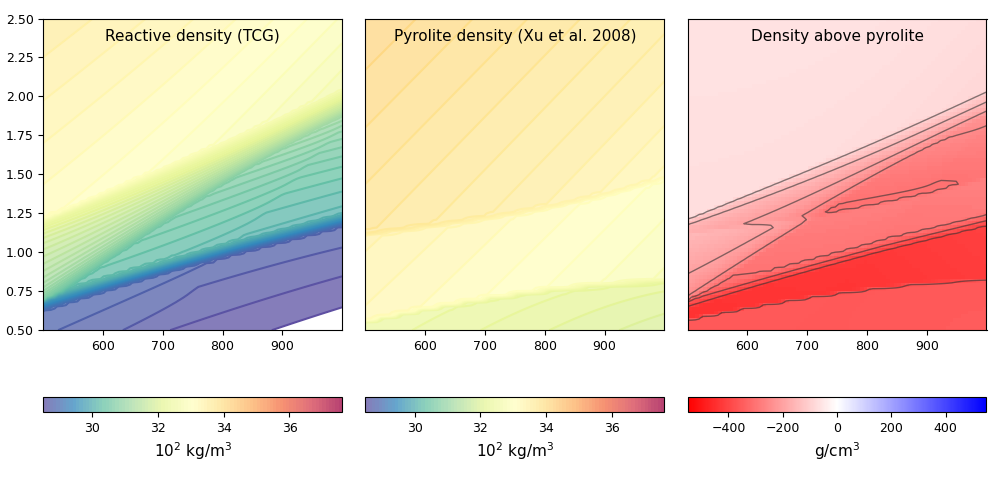 Reactive density (TCG)
Pyrolite density (Xu et al. 2008)
Density above pyrolite
2.50
2.25
2.00
1.75
1.50
1.25
1.00
0.75
0.50
600 700 800 900
600 700 800 900
600 700 800 900
30 32 34 36
10² kg/m³
30 32 34 36
10² kg/m³
−400 −200 0 200 400
g/cm³